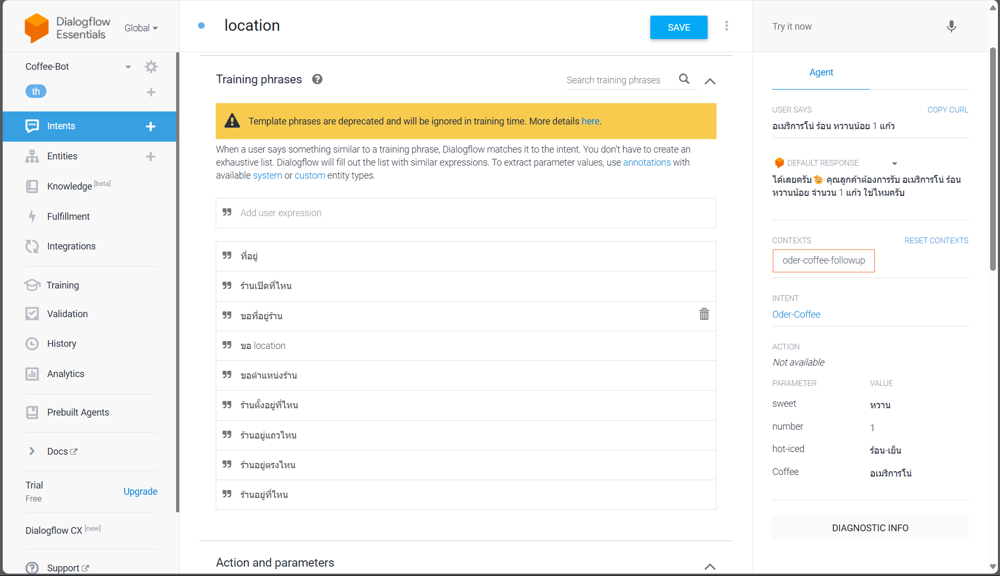 Dialogflow
Essentials
Global
Coffee-Bot
th
Intents
Entities
Knowledge [beta]
Fulfillment
Integrations
Training
Validation
History
Analytics
Prebuilt Agents
Docs
Trial
Free
Upgrade
Dialogflow CX [new]
Support
location
SAVE
Training phrases
Search training phrases
Template phrases are deprecated and will be ignored in training time. More details here.
When a user says something similar to a training phrase, Dialogflow matches it to the intent. You don’t have to create an
exhaustive list. Dialogflow will fill out the list with similar expressions. To extract parameter values, use annotations with
available system or custom entity types.
Add user expression
ที่อยู่
ร้านเปิดที่ไหน
ขอที่อยู่ร้าน
ขอ location
ขอตำแหน่งร้าน
ร้านตั้งอยู่ที่ไหน
ร้านอยู่แถวไหน
ร้านอยู่ตรงไหน
ร้านอยู่ที่ไหน
Action and parameters
Try it now
Agent
USER SAYS
COPY CURL
อเมริการโน่ ร้อน หวานน้อย 1 แก้ว
DEFAULT RESPONSE
ได้เลยครับ🫡 คุณลูกค้าต้องการรับ อเมริการโน่ ร้อน
หวานน้อย จำนวน 1 แก้ว ใช่ไหมครับ
CONTEXTS
RESET CONTEXTS
oder-coffee-followup
INTENT
Oder-Coffee
ACTION
Not available
PARAMETER VALUE
sweet หวาน
number 1
hot-iced ร้อน-เย็น
Coffee อเมริการโน่
DIAGNOSTIC INFO